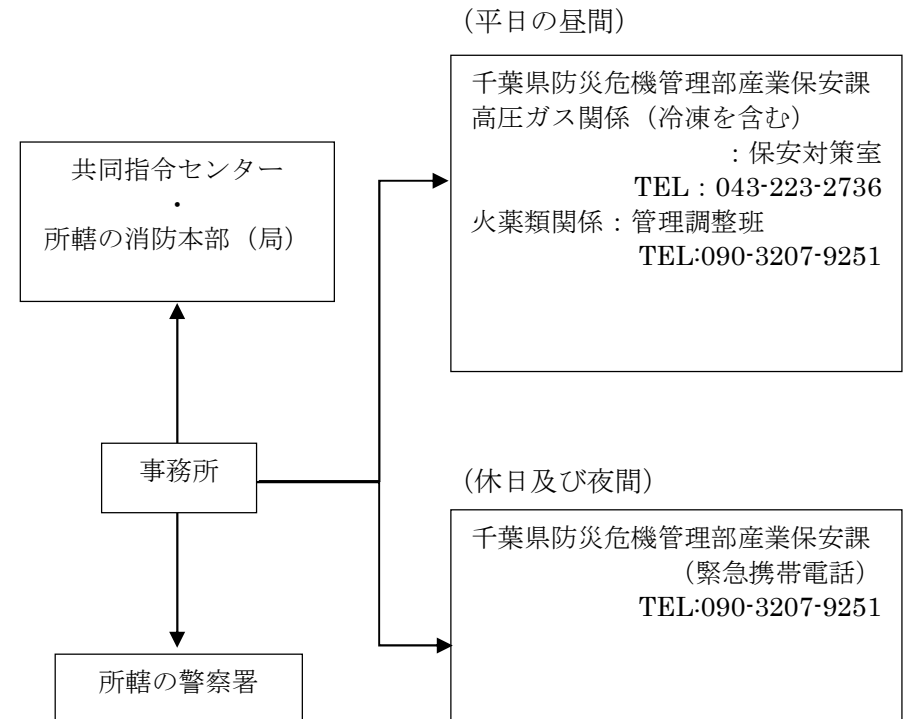 (平日の昼間)
千葉県防災危機管理部産業保安課
高圧ガス関係(冷凍を含む)
:保安対策室
TEL:043-223-2736
火薬類関係:管理調整班
TEL:090-3207-9251
共同指令センター
・
所轄の消防本部(局)
事務所
(休日及び夜間)
千葉県防災危機管理部産業保安課
(緊急携帯電話)
TEL:090-3207-9251
所轄の警察署